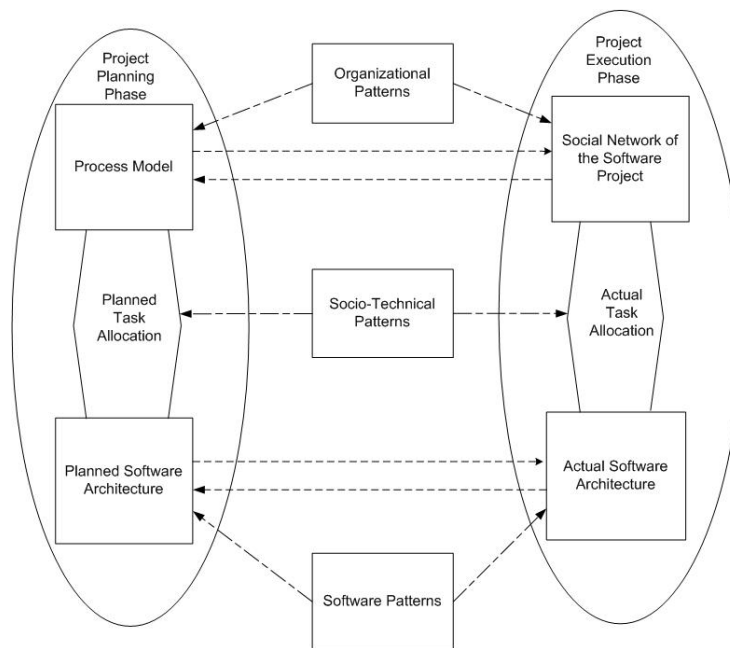 Project
Planning
Phase
Organizational
Patterns
Project
Execution
Phase
Process Model
Social Network of
the Software
Project
Planned
Task
Allocation
Socio-Technical
Patterns
Actual
Task
Allocation
Planned Software
Architecture
Actual Software
Architecture
Software Patterns